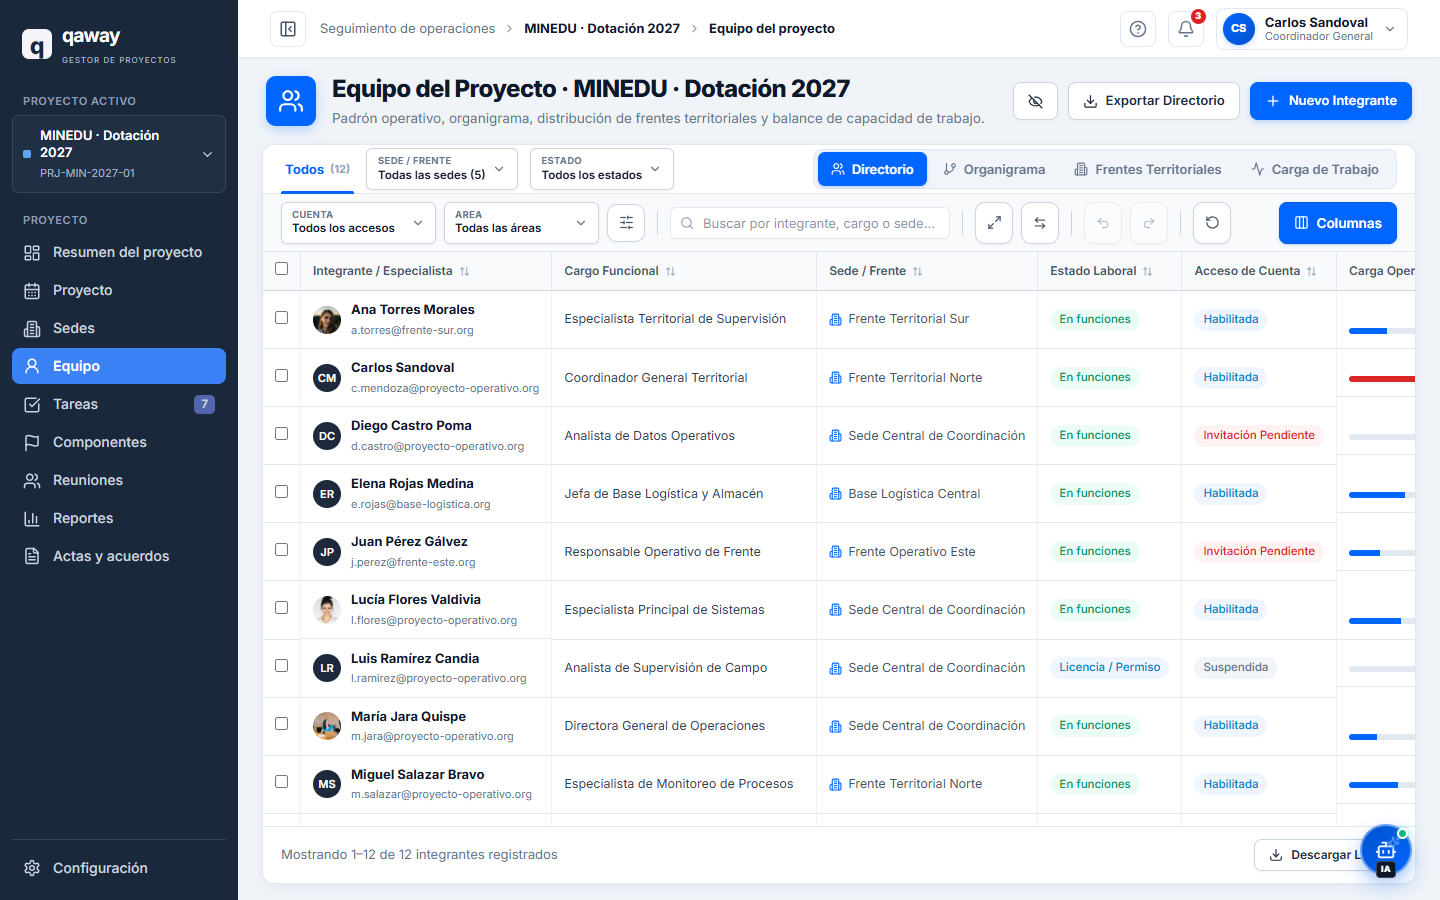 q qaway
GESTOR DE PROYECTOS
PROYECTO ACTIVO
MINEDU · Dotación
2027
PRJ-MIN-2027-01
PROYECTO
Resumen del proyecto
Proyecto
Sedes
Equipo
Tareas 7
Componentes
Reuniones
Reportes
Actas y acuerdos
Configuración
Seguimiento de operaciones > MINEDU · Dotación 2027 > Equipo del proyecto
3
CS Carlos Sandoval
Coordinador General
Equipo del Proyecto · MINEDU · Dotación 2027
Padrón operativo, organigrama, distribución de frentes territoriales y balance de capacidad de trabajo.
Exportar Directorio
+ Nuevo Integrante
Todos (12)
SEDE / FRENTE
Todas las sedes (5)
ESTADO
Todos los estados
Directorio Organigrama Frentes Territoriales Carga de Trabajo
CUENTA
Todos los accesos
AREA
Todas las áreas
Buscar por integrante, cargo o sede...
Columnas
Integrante / Especialista Cargo Funcional Sede / Frente Estado Laboral Acceso de Cuenta Carga Oper
Ana Torres Morales
a.torres@frente-sur.org
Especialista Territorial de Supervisión Frente Territorial Sur En funciones Habilitada
CM Carlos Sandoval
c.mendoza@proyecto-operativo.org
Coordinador General Territorial Frente Territorial Norte En funciones Habilitada
DC Diego Castro Poma
d.castro@proyecto-operativo.org
Analista de Datos Operativos Sede Central de Coordinación En funciones Invitación Pendiente
ER Elena Rojas Medina
e.rojas@base-logistica.org
Jefa de Base Logística y Almacén Base Logística Central En funciones Habilitada
JP Juan Pérez Gálvez
j.perez@frente-este.org
Responsable Operativo de Frente Frente Operativo Este En funciones Invitación Pendiente
Lucía Flores Valdivia
l.flores@proyecto-operativo.org
Especialista Principal de Sistemas Sede Central de Coordinación En funciones Habilitada
LR Luis Ramírez Candia
l.ramirez@proyecto-operativo.org
Analista de Supervisión de Campo Sede Central de Coordinación Licencia / Permiso Suspendida
María Jara Quispe
m.jara@proyecto-operativo.org
Directora General de Operaciones Sede Central de Coordinación En funciones Habilitada
MS Miguel Salazar Bravo
m.salazar@proyecto-operativo.org
Especialista de Monitoreo de Procesos Frente Territorial Norte En funciones Habilitada
Mostrando 1–12 de 12 integrantes registrados
Descargar L
IA